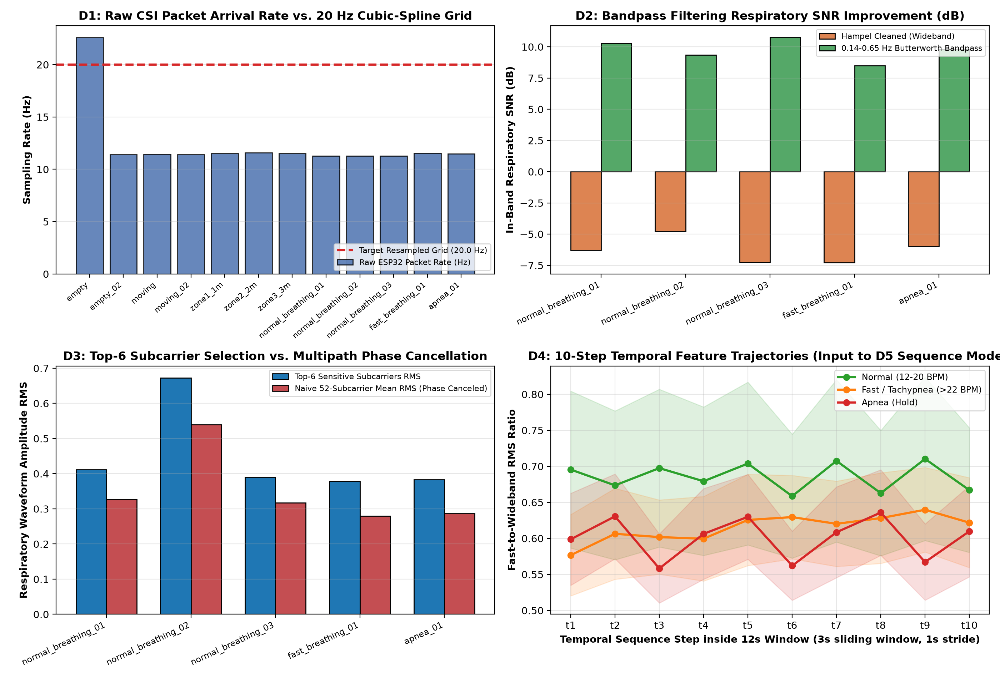 D1: Raw CSI Packet Arrival Rate vs. 20 Hz Cubic-Spline Grid
Sampling Rate (Hz)
20
15
10
5
0
Target Resampled Grid (20.0 Hz)
Raw ESP32 Packet Rate (Hz)
empty
empty_02
moving
moving_02
zone1_1m
zone2_2m
zone3_3m
normal_breathing_01
normal_breathing_02
normal_breathing_03
fast_breathing_01
apnea_01
D2: Bandpass Filtering Respiratory SNR Improvement (dB)
In-Band Respiratory SNR (dB)
10.0
7.5
5.0
2.5
0.0
−2.5
−5.0
−7.5
Hampel Cleaned (Wideband)
0.14-0.65 Hz Butterworth Bandpass
normal_breathing_01
normal_breathing_02
normal_breathing_03
fast_breathing_01
apnea_01
D3: Top-6 Subcarrier Selection vs. Multipath Phase Cancellation
Respiratory Waveform Amplitude RMS
0.7
0.6
0.5
0.4
0.3
0.2
0.1
0.0
Top-6 Sensitive Subcarriers RMS
Naive 52-Subcarrier Mean RMS (Phase Canceled)
normal_breathing_01
normal_breathing_02
normal_breathing_03
fast_breathing_01
apnea_01
D4: 10-Step Temporal Feature Trajectories (Input to D5 Sequence Mode
Fast-to-Wideband RMS Ratio
0.80
0.75
0.70
0.65
0.60
0.55
0.50
Normal (12-20 BPM)
Fast / Tachypnea (>22 BPM)
Apnea (Hold)
t1 t2 t3 t4 t5 t6 t7 t8 t9 t10
Temporal Sequence Step inside 12s Window (3s sliding window, 1s stride)